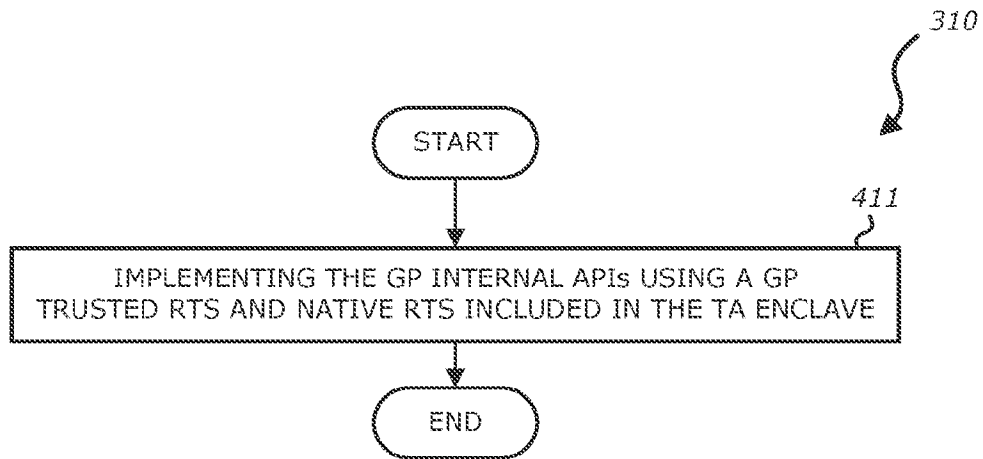 310
START
411
IMPLEMENTING THE GP INTERNAL APIs USING A GP
TRUSTED RTS AND NATIVE RTS INCLUDED IN THE TA ENCLAVE
END